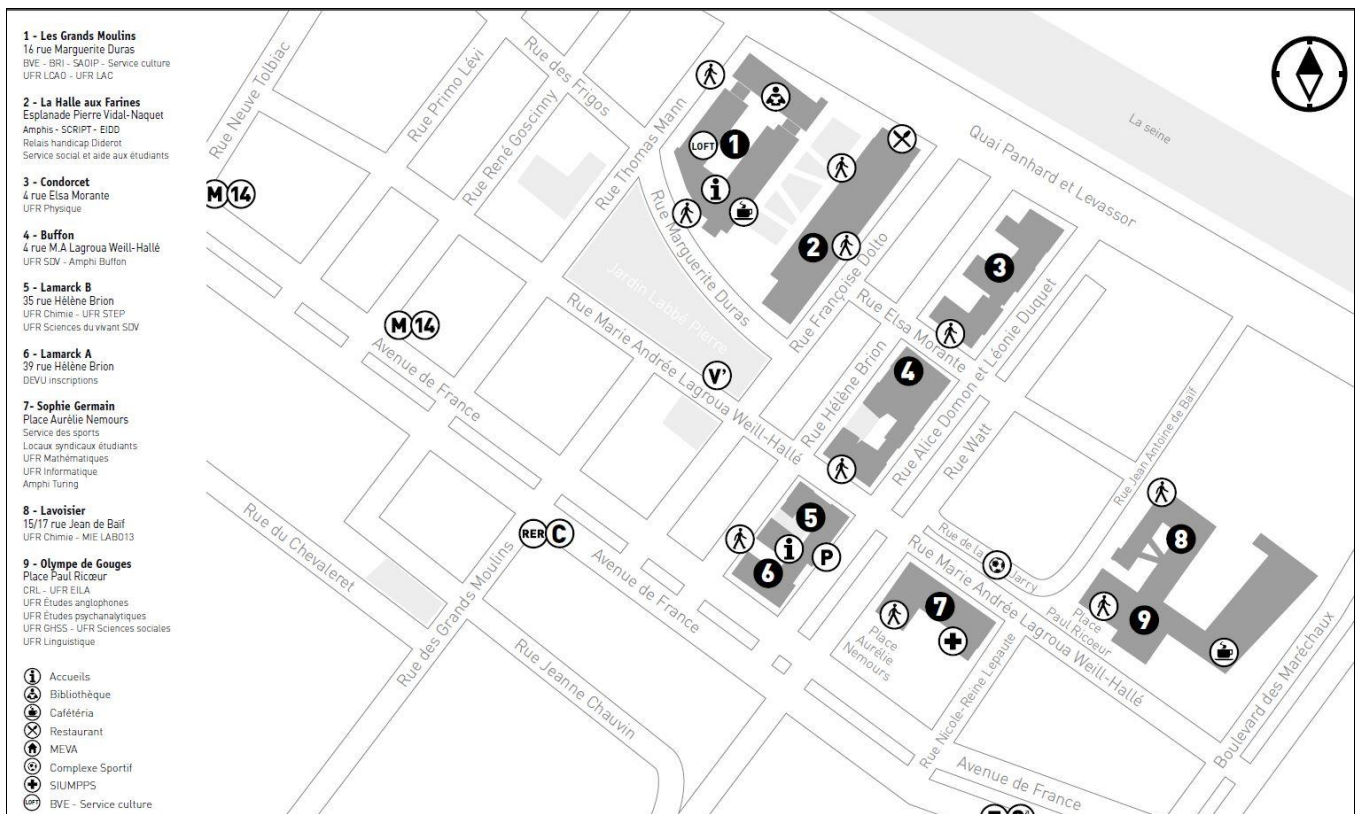 1 - Les Grands Moulins
16 rue Marguerite Duras
BVE - BRI - SAOIP - Service culture
UFR LCAO - UFR LAC
2 - La Halle aux Farines
Esplanade Pierre Vidal-Naquet
Amphis - SCRIPT - EIDD
Relais handicap Diderot
Service social et aide aux étudiants
3 - Condorcet
4 rue Elsa Morante
UFR Physique
4 - Buffon
4 rue M.A Lagroua Weill-Hallé
UFR SDV - Amphi Buffon
5 - Lamarck B
35 rue Hélène Brion
UFR Chimie - UFR STEP
UFR Sciences du vivant SDV
6 - Lamarck A
39 rue Hélène Brion
DEVU inscriptions
7- Sophie Germain
Place Aurélie Nemours
Service des sports
Locaux syndicaux étudiants
UFR Mathématiques
UFR Informatique
Amphi Turing
8 - Lavoisier
15/17 rue Jean de Baïf
UFR Chimie - MIE LAB013
9 - Olympe de Gouges
Place Paul Ricœur
CRL - UFR EILA
UFR Études anglophones
UFR Études psychanalytiques
UFR GHSS - UFR Sciences sociales
UFR Linguistique
i Accueils
Bibliothèque
Cafétéria
Restaurant
MEVA
Complexe Sportif
SIUMPPS
LOFT BVE - Service culture
Rue Neuve Tolbiac
Rue Primo Lévi
Rue des Frigos
Rue René Goscinny
Rue Thomas Mann
LOFT
1
i
Rue Marguerite Duras
2
Quai Panhard et Levassor
La seine
M 14
Jardin Labbé Pierre
Rue Françoise Dolto
3
Rue Elsa Morante
M 14
Avenue de France
Rue Marie Andrée Lagroua Weill-Hallé
V'
Rue Hélène Brion
4
Rue Alice Domon et Léonie Duquet
Rue Watt
Rue Jean Antoine de Baïf
Rue du Chevaleret
RER C
Rue des Grands Moulins
Avenue de France
5
i
P
6
Rue de la
Jarry
Rue Marie Andrée Lagroua Weill-Hallé
8
7
Place
Aurélie
Nemours
Place
Paul Ricoeur
9
Rue Jeanne Chauvin
Rue Nicole-Reine Lepaute
Boulevard des Maréchaux
Avenue de France